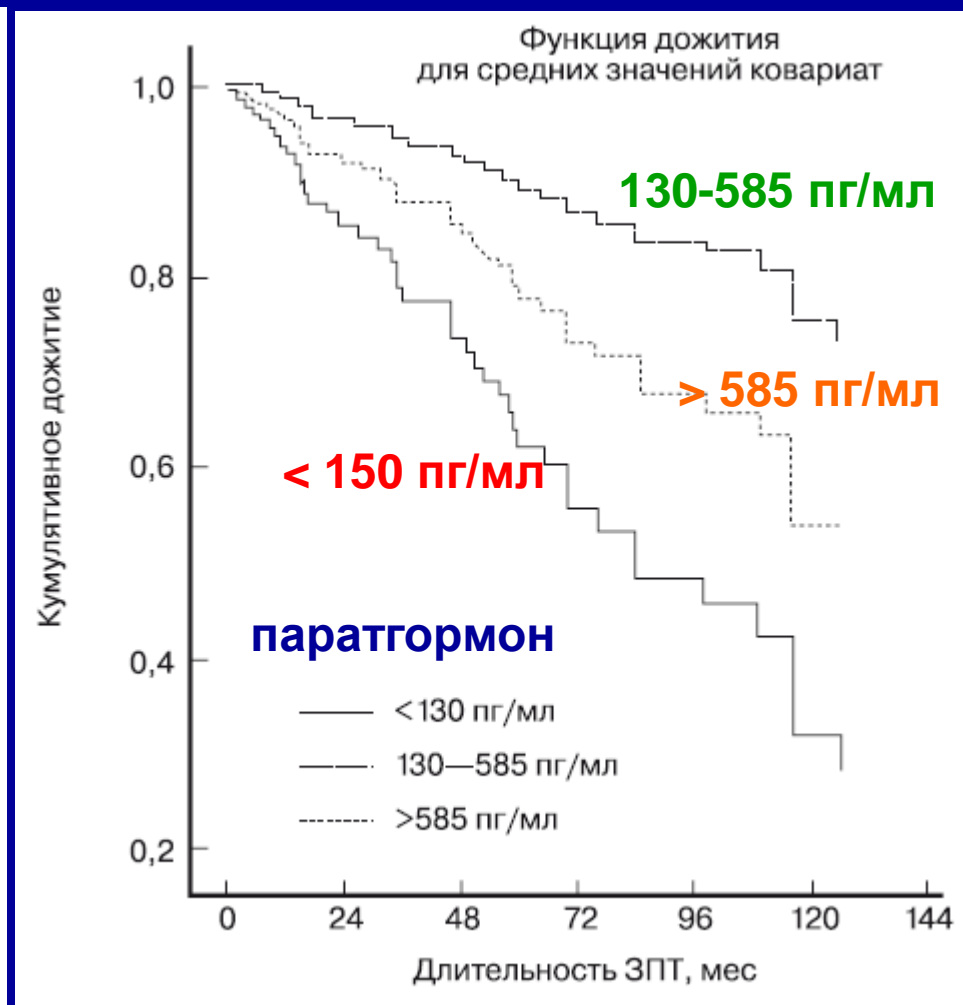 Функция дожития
для средних значений ковариат
Кумулятивное дожитие
1,0
0,8
0,6
0,4
0,2
130-585 пг/мл
> 585 пг/мл
< 150 пг/мл
паратгормон
<130 пг/мл
130—585 пг/мл
>585 пг/мл
0 24 48 72 96 120 144
Длительность ЗПТ, мес